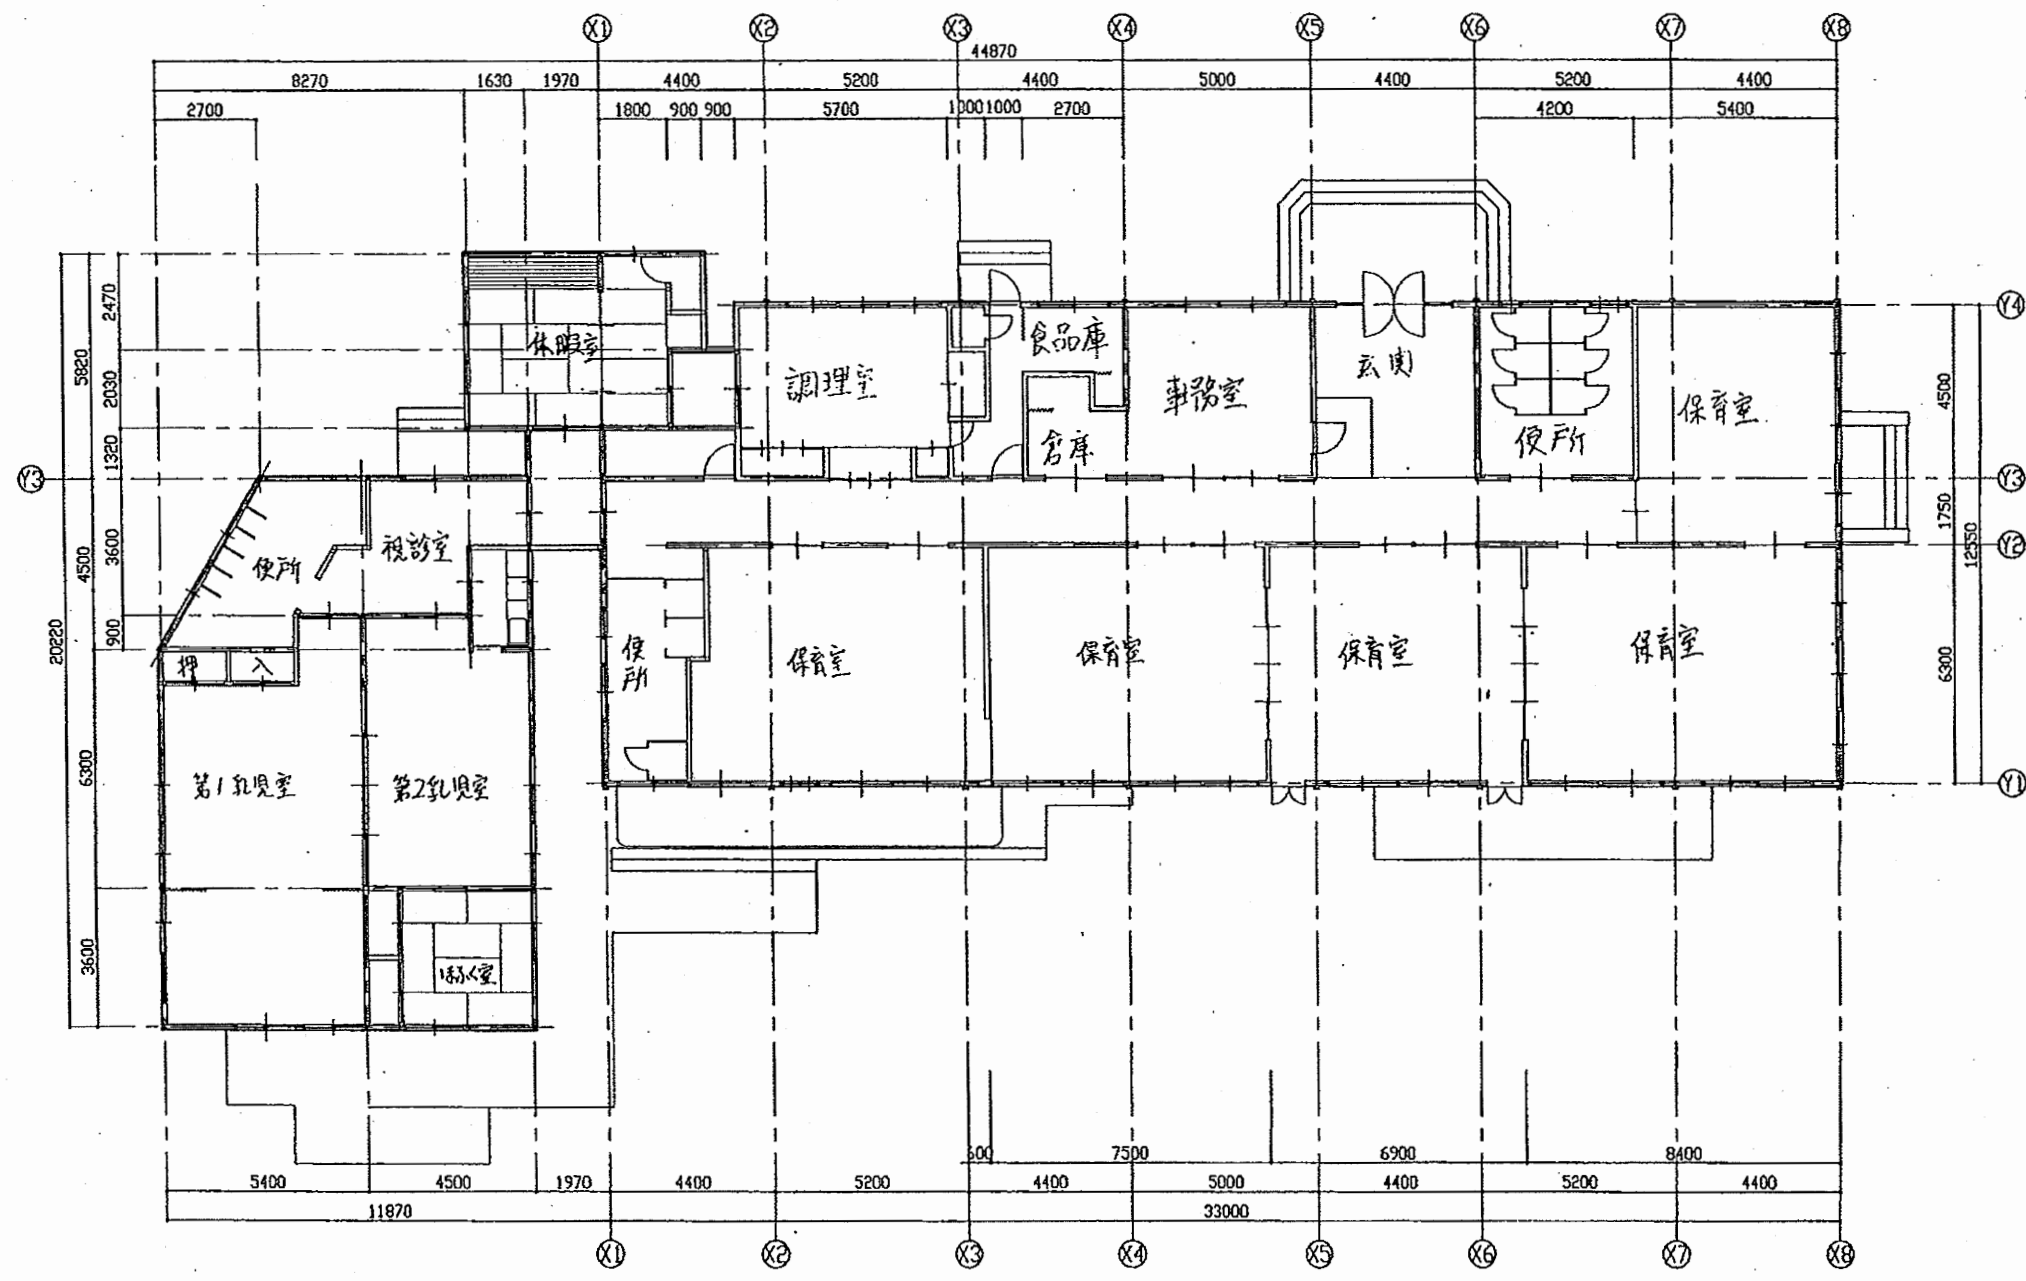 X1 X2 X3 X4 X5 X6 X7 X8
44870
8270 1630 1970 4400 5200 4400 5000 4400 5200 4400
2700 1800 900 900 5700 1000 1000 2700 4200 5400
2470
5820
2030
1320
4500
3600
900
20220
6300
3600
Y3
Y4
4500
Y3
1750
Y2
12550
6300
Y1
休暇室
調理室
食品庫
倉庫
事務室
玄関
便所
保育室
便所
視診室
押入
便所
保育室
保育室
保育室
保育室
第1乳児室
第2乳児室
ほふく室
600 7500 6900 8400
5400 4500 1970 4400 5200 4400 5000 4400 5200 4400
11870 33000
X1 X2 X3 X4 X5 X6 X7 X8